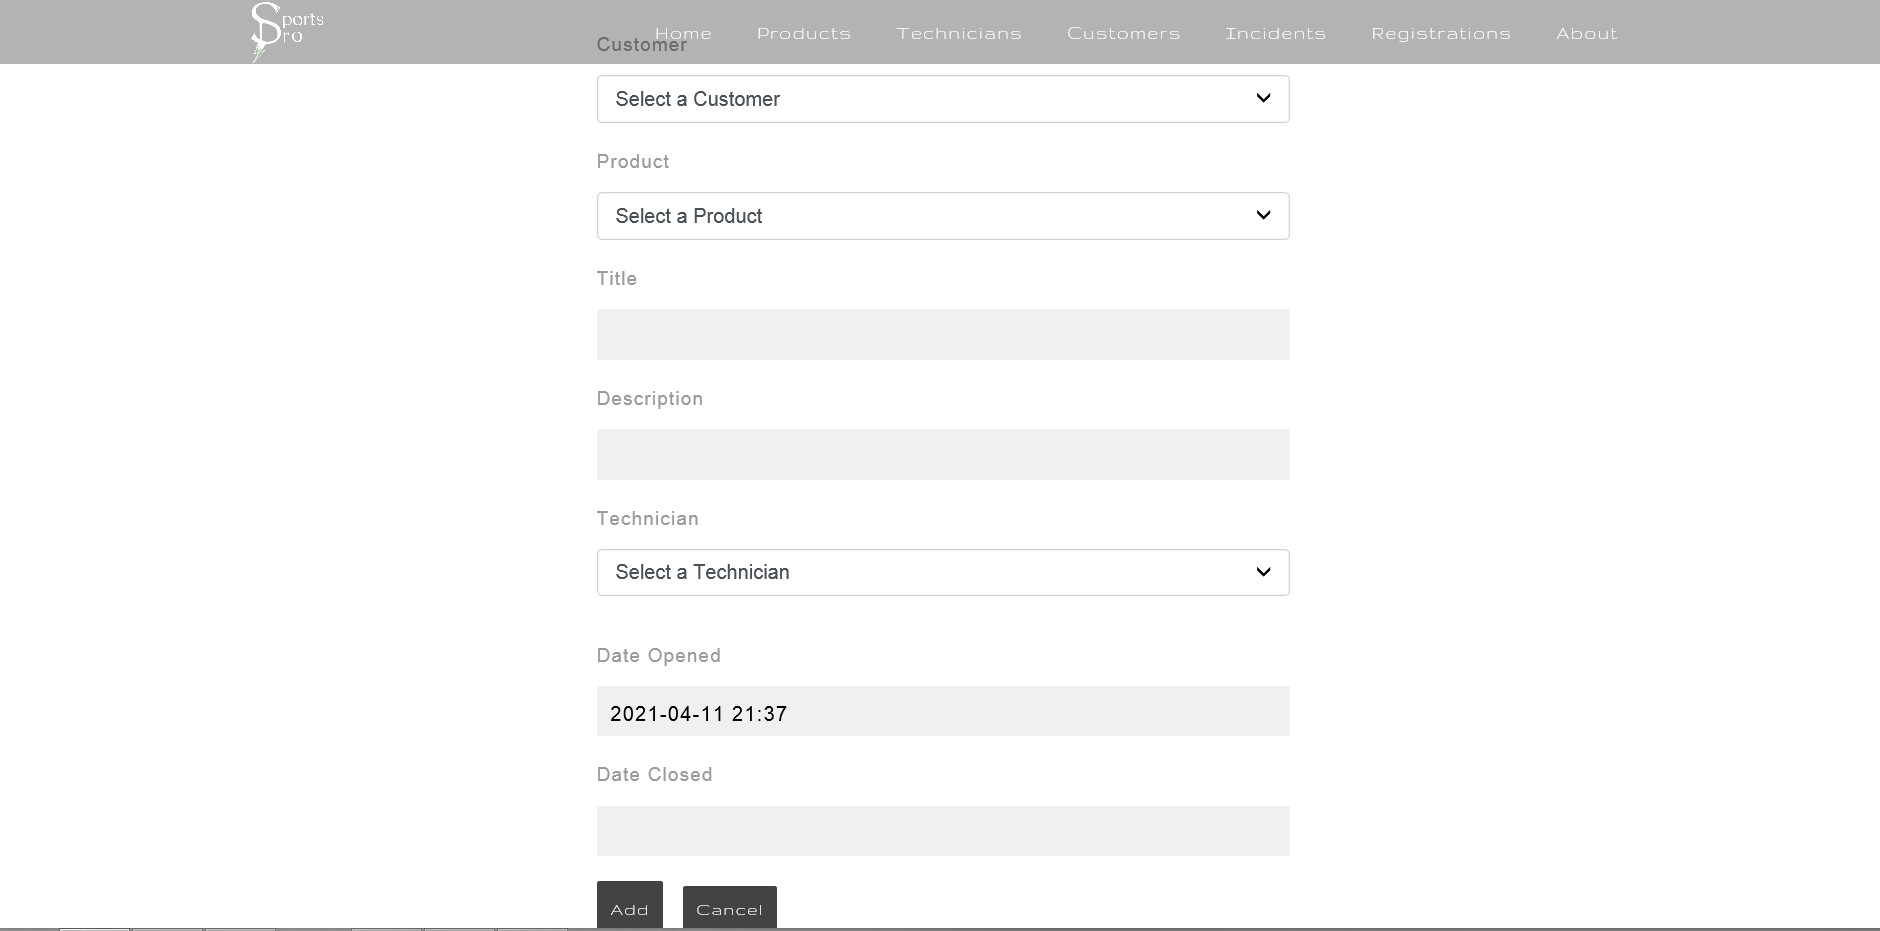 Sports
Pro
Home Products Technicians Customers Incidents Registrations About
Customer
Select a Customer
Product
Select a Product
Title
Description
Technician
Select a Technician
Date Opened
2021-04-11 21:37
Date Closed
Add Cancel